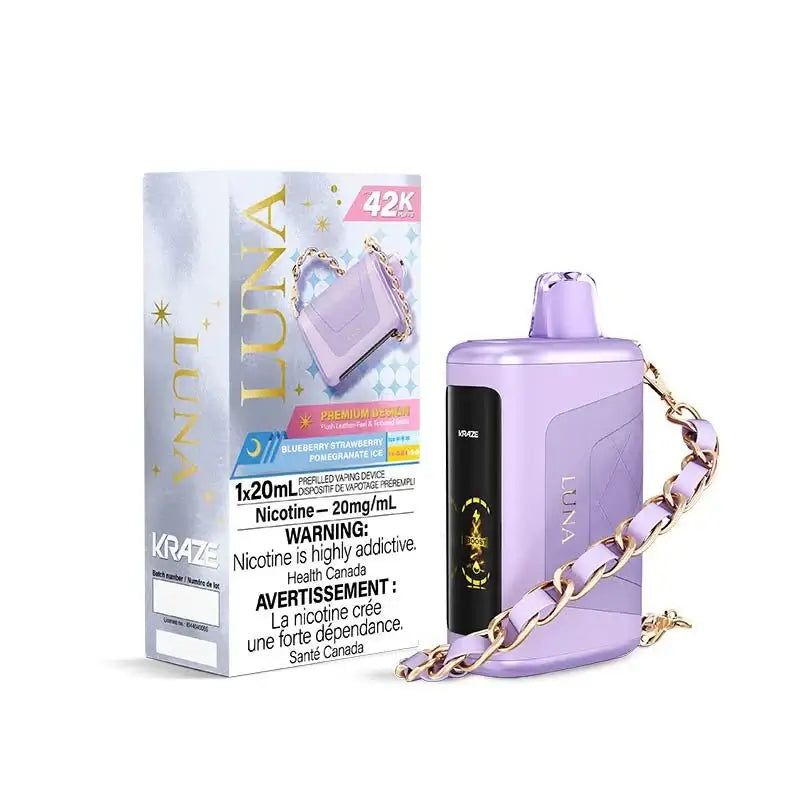 LUNA
KRAZE
Batch number / Numéro de lot
LUNA
42K
PREMIUM DESIGN
BLUEBERRY STRAWBERRY
POMEGRANATE ICE
1x20mL PREFILLED VAPING DEVICE
DISPOSITIF DE VAPOTAGE PRÉREMPLI
Nicotine — 20mg/mL
WARNING:
Nicotine is highly addictive.
Health Canada
AVERTISSEMENT :
La nicotine crée
une forte dépendance.
Santé Canada
KRAZE
BOOST
LUNA